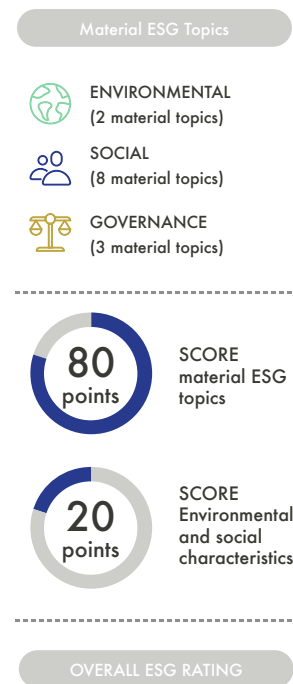 Material ESG Topics
ENVIRONMENTAL
(2 material topics)
SOCIAL
(8 material topics)
GOVERNANCE
(3 material topics)
80
points
SCORE
material ESG
topics
20
points
SCORE
Environmental
and social
characteristics
OVERALL ESG RATING